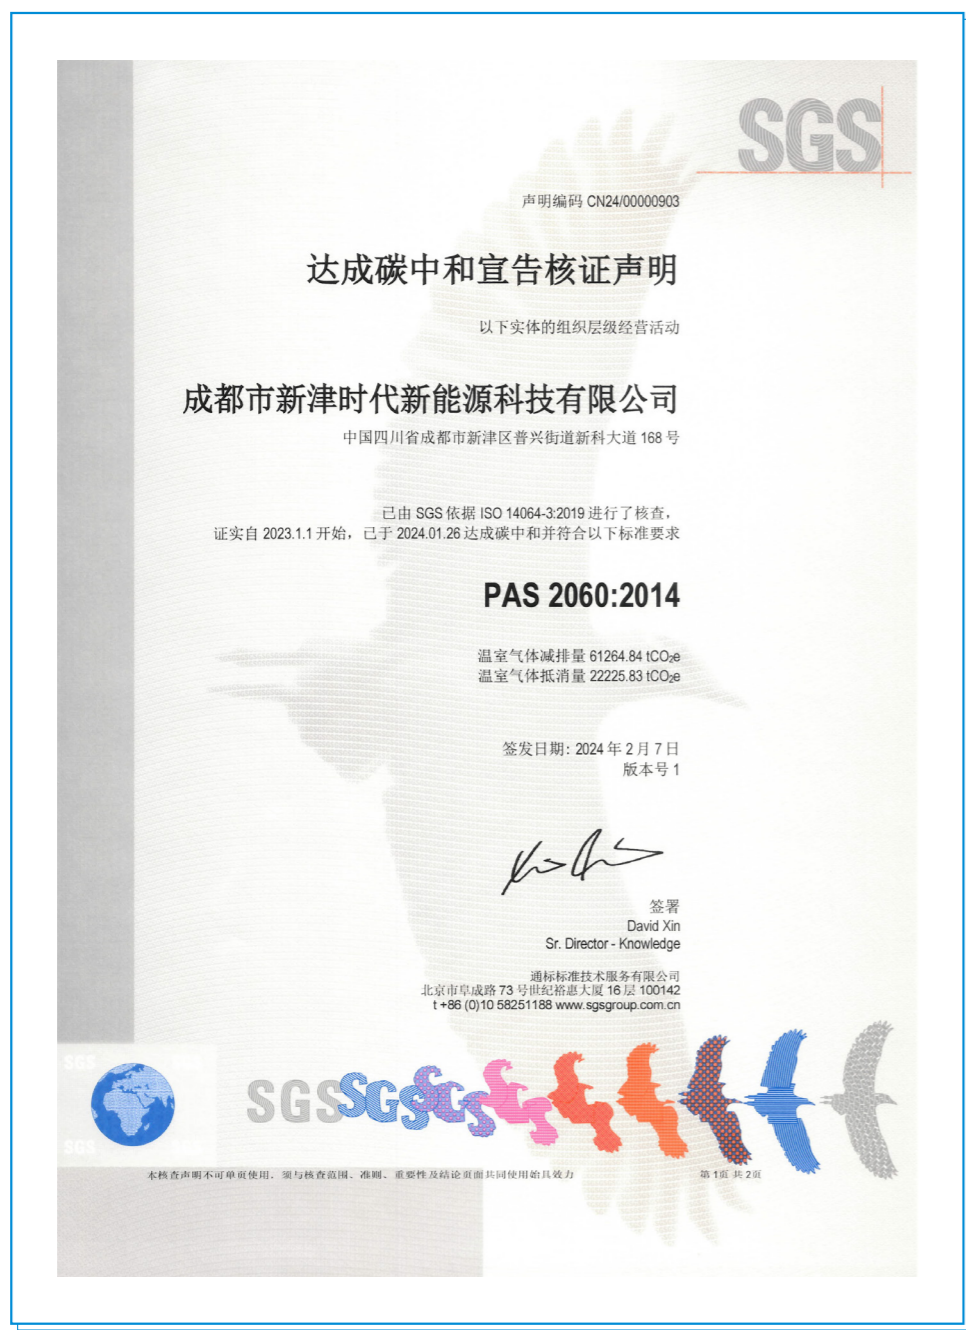 SGS
声明编码 CN24/00000903
达成碳中和宣告核证声明
以下实体的组织层级经营活动
成都市新津时代新能源科技有限公司
中国四川省成都市新津区普兴街道新科大道 168 号
已由 SGS 依据 ISO 14064-3:2019 进行了核查，
证实自 2023.1.1 开始，已于 2024.01.26 达成碳中和并符合以下标准要求
PAS 2060:2014
温室气体减排量 61264.84 tCO₂e
温室气体抵消量 22225.83 tCO₂e
签发日期: 2024 年 2 月 7 日
版本号 1
签署
David Xin
Sr. Director - Knowledge
通标标准技术服务有限公司
北京市阜成路 73 号世纪裕惠大厦 16 层 100142
t +86 (0)10 58251188 www.sgsgroup.com.cn
SGS SGS
SGS SGS
SGS SGS SGS
本核查声明不可单页使用、须与核查范围、准则、重要性及结论页面共同使用始具效力
第 1页 共 2页